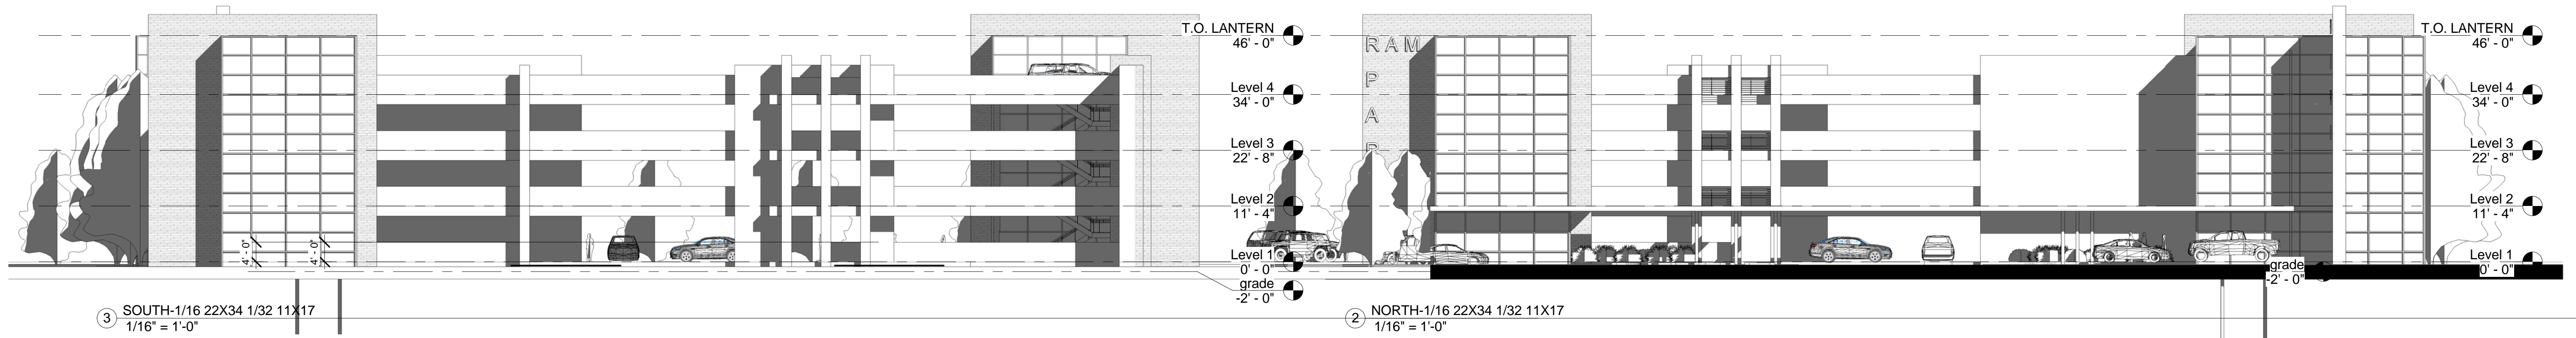 T.O. LANTERN
46' - 0"
Level 4
34' - 0"
Level 3
22' - 8"
Level 2
11' - 4"
Level 1
0' - 0"
grade
-2' - 0"
4' - 0"
4' - 0"
3
SOUTH-1/16 22X34 1/32 11X17
1/16" = 1'-0"
RAM
P
A
T.O. LANTERN
46' - 0"
Level 4
34' - 0"
Level 3
22' - 8"
Level 2
11' - 4"
Level 1
0' - 0"
grade
-2' - 0"
2
NORTH-1/16 22X34 1/32 11X17
1/16" = 1'-0"